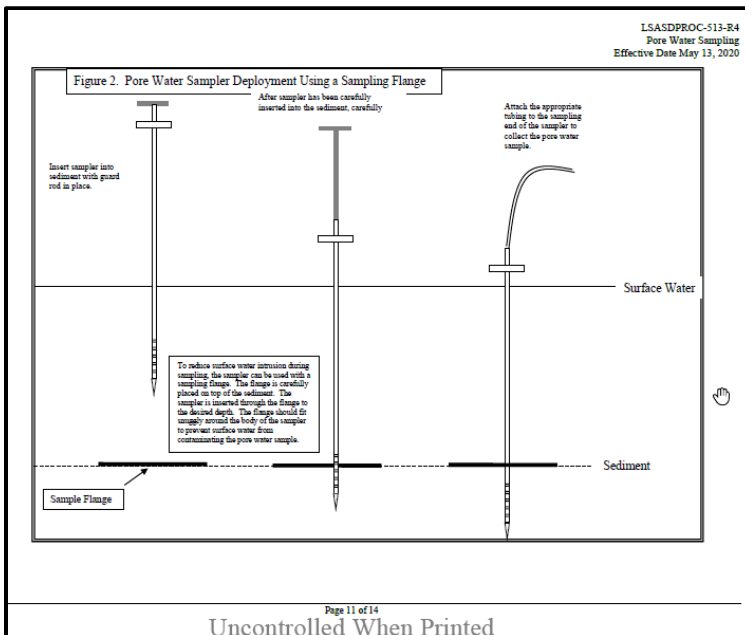 LSASDPROC-513-R4
Pore Water Sampling
Effective Date May 13, 2020
Figure 2. Pore Water Sampler Deployment Using a Sampling Flange
After sampler has been carefully
inserted into the sediment, carefully
Attach the appropriate
tubing to the sampling
end of the sampler to
collect the pore water
sample.
Insert sampler into
sediment with guard
rod in place.
Surface Water
To reduce surface water intrusion during
sampling, the sampler can be used with a
sampling flange. The flange is carefully
placed on top of the sediment. The
sampler is inserted through the flange to
the desired depth. The flange should fit
snuggly around the body of the sampler
to prevent surface water from
contaminating the pore water sample.
Sediment
Sample Flange
Page 11 of 14
Uncontrolled When Printed